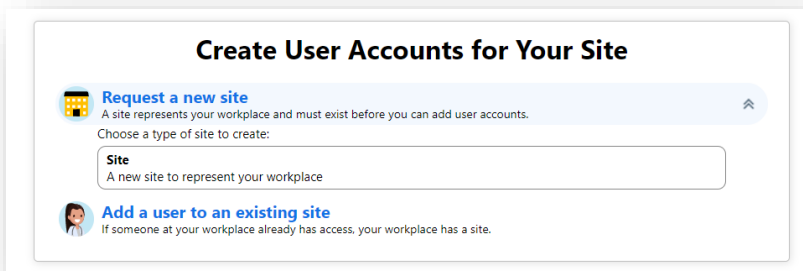 Create User Accounts for Your Site
Request a new site
A site represents your workplace and must exist before you can add user accounts.
Choose a type of site to create:
Site
A new site to represent your workplace
Add a user to an existing site
If someone at your workplace already has access, your workplace has a site.